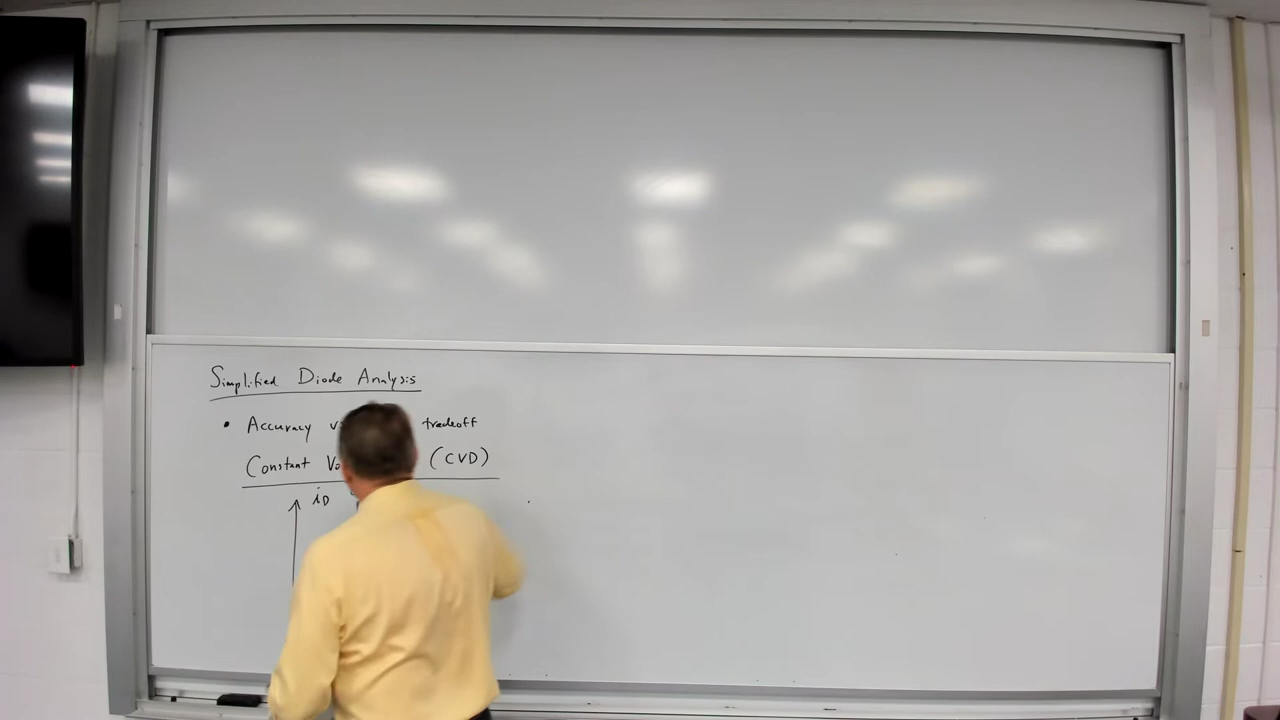 Simplified Diode Analysis
• Accuracy tradeoff
Constant (CVD)
iD